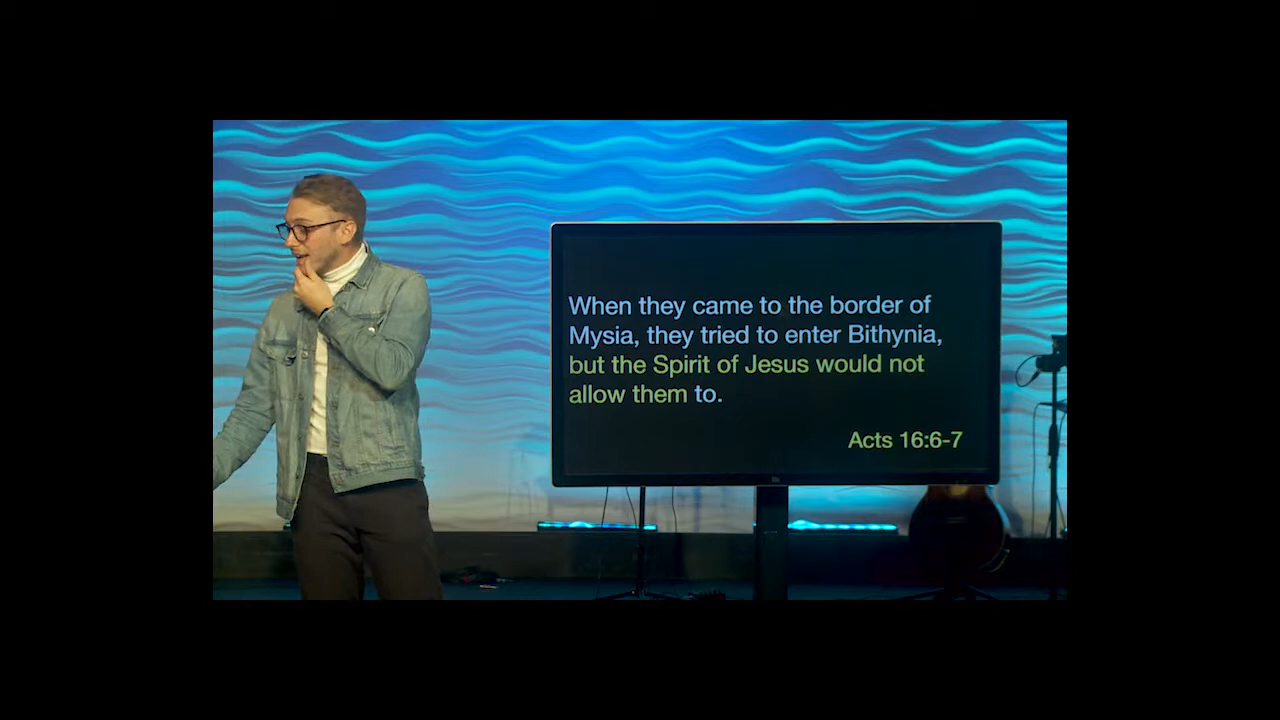 When they came to the border of
Mysia, they tried to enter Bithynia,
but the Spirit of Jesus would not
allow them to.
Acts 16:6-7